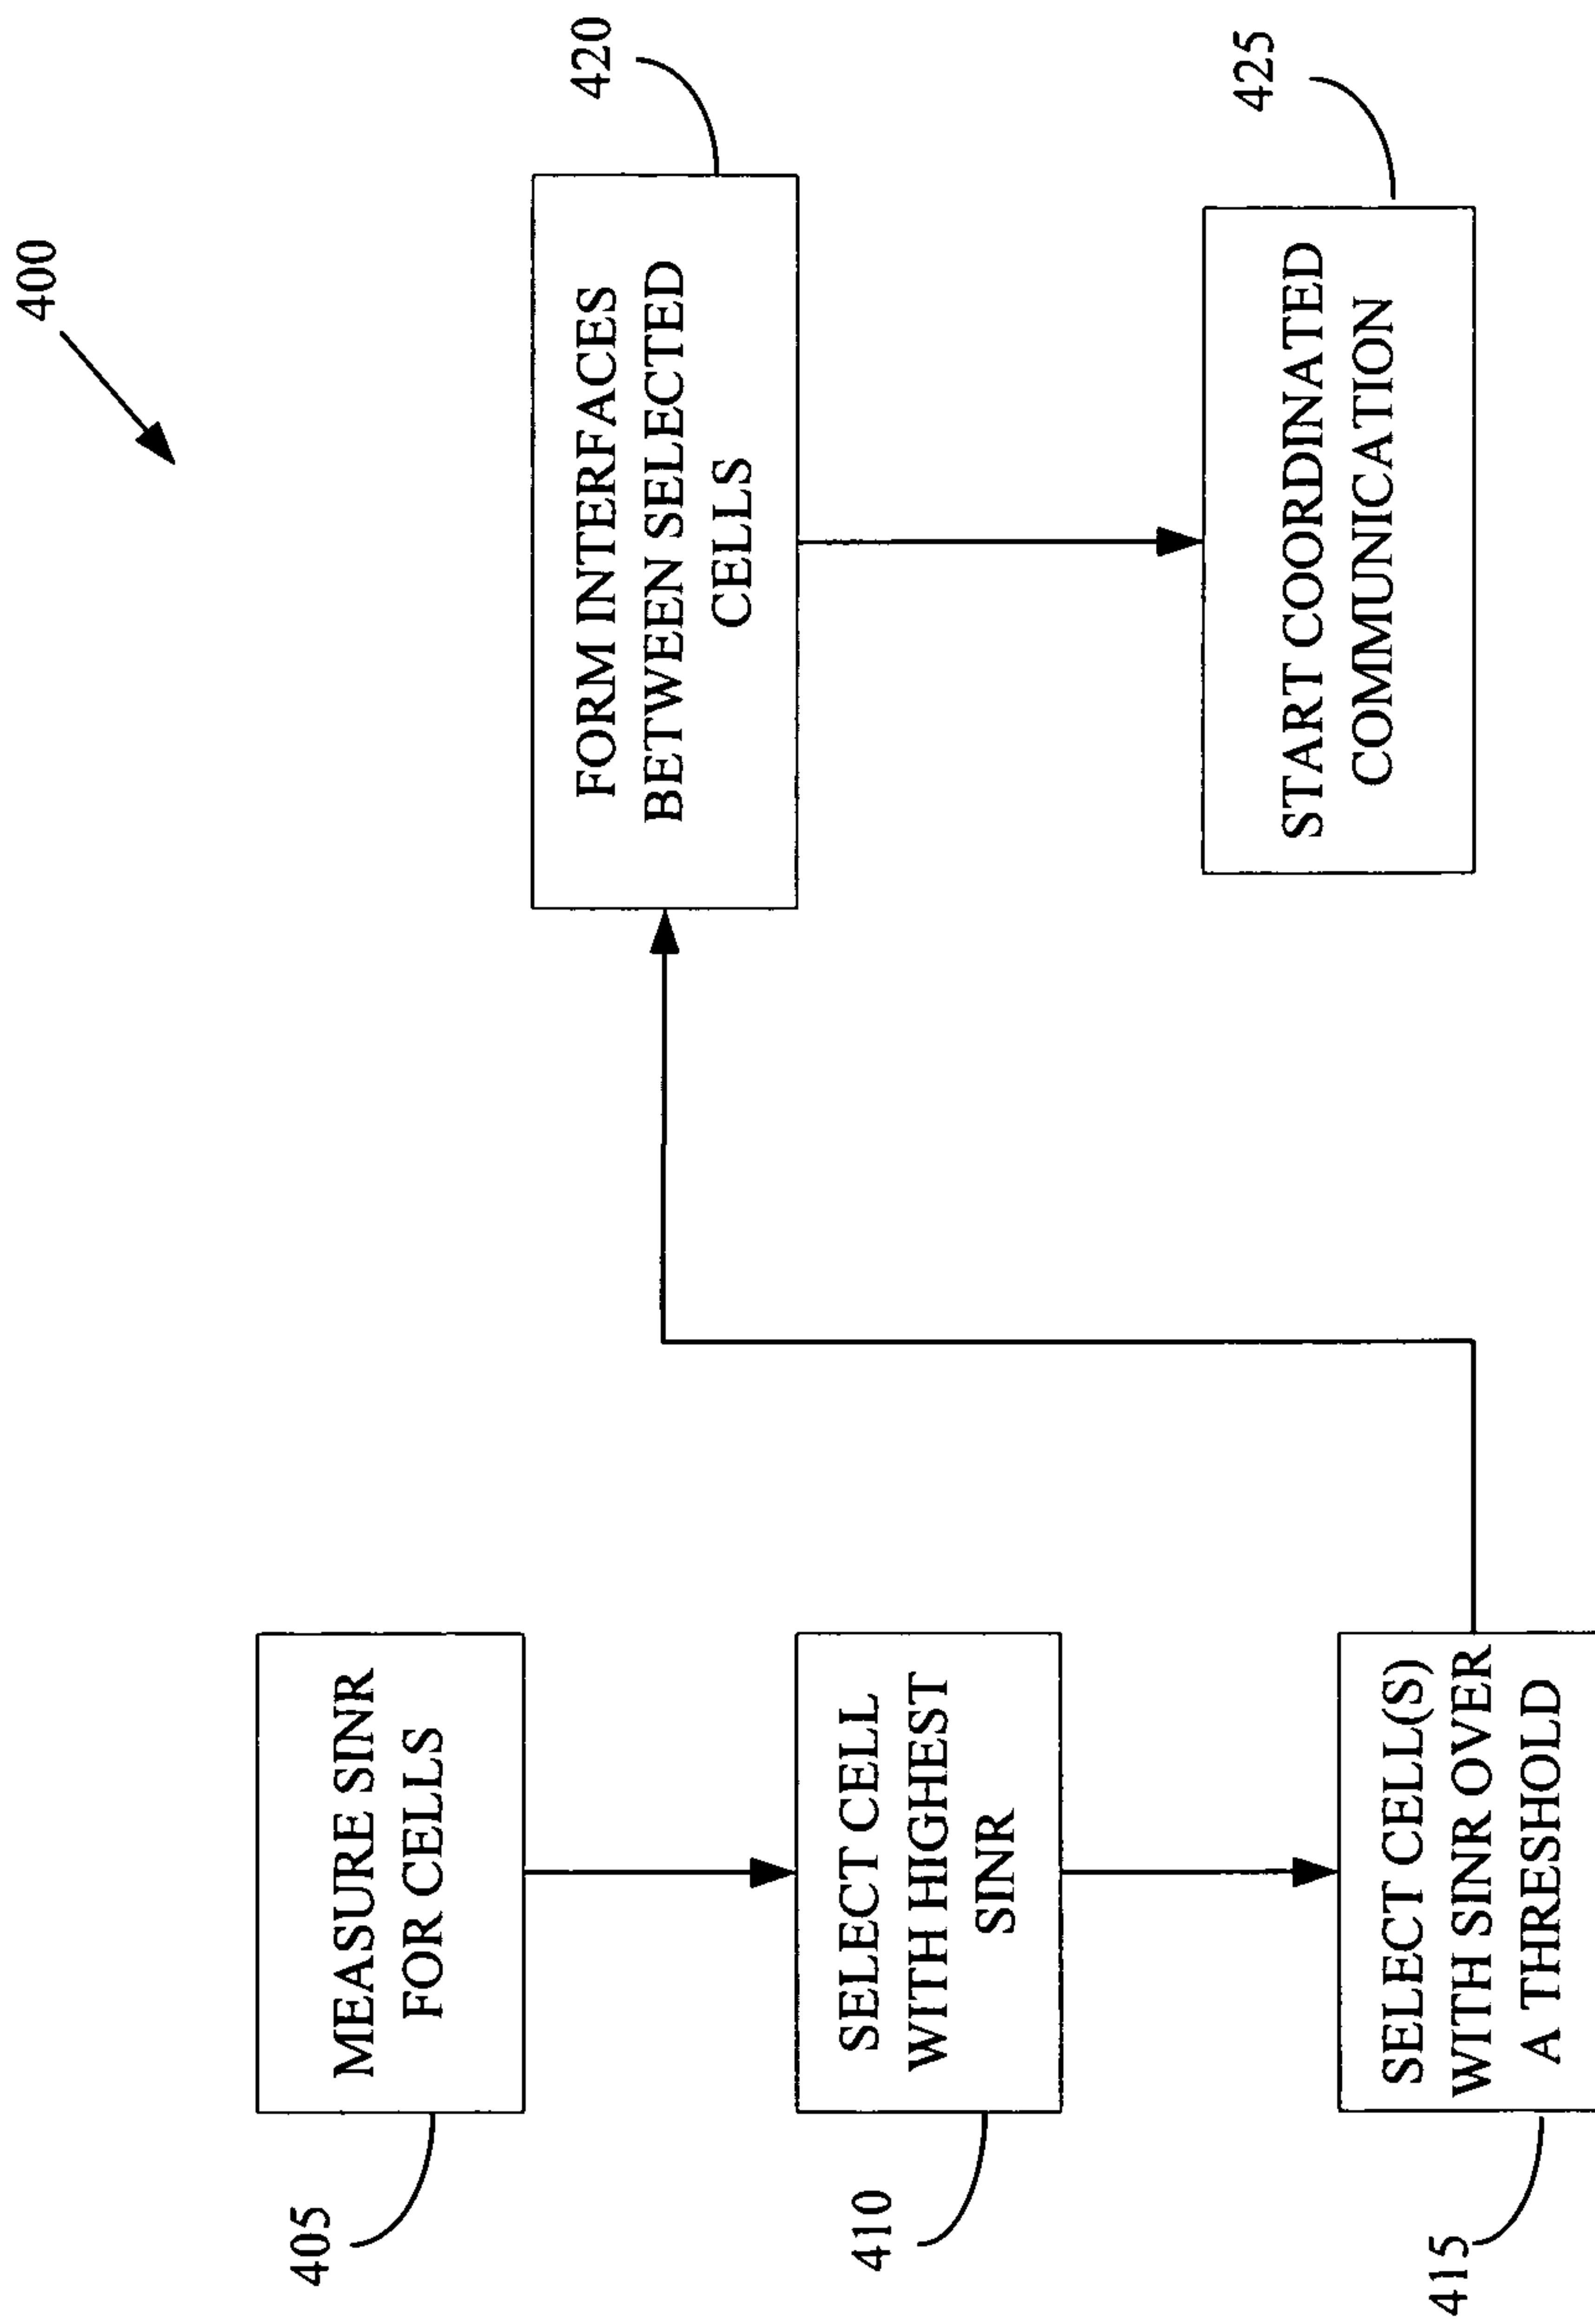 400
405
MEASURE SINR
FOR CELLS
410
SELECT CELL
WITH HIGHEST
SINR
415
SELECT CELL(S)
WITH SINR OVER
A THRESHOLD
420
FORM INTERFACES
BETWEEN SELECTED
CELLS
425
START COORDINATED
COMMUNICATION